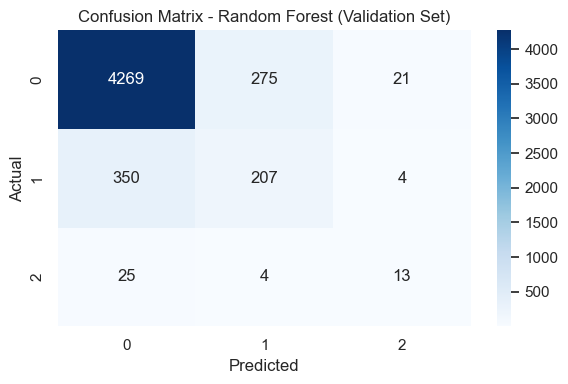 Confusion Matrix - Random Forest (Validation Set)
0 4269 275 21
1 350 207 4
2 25 4 13
0 1 2
Predicted
Actual
4000
3500
3000
2500
2000
1500
1000
500